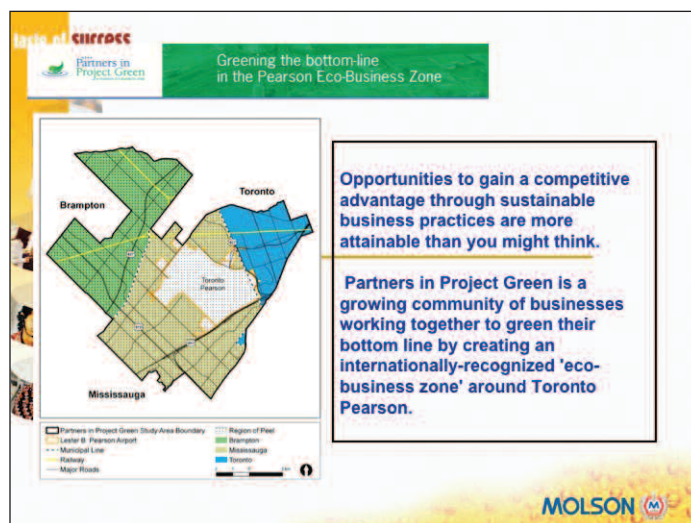 taste of success
Partners in
Project Green
Greening the bottom-line
in the Pearson Eco-Business Zone
Brampton
Toronto
Toronto
Pearson
Mississauga
Partners in Project Green Study Area Boundary
Lester B. Pearson Airport
Municipal Line
Railway
Major Roads
Region of Peel
Brampton
Mississauga
Toronto
Opportunities to gain a competitive
advantage through sustainable
business practices are more
attainable than you might think.
Partners in Project Green is a
growing community of businesses
working together to green their
bottom line by creating an
internationally-recognized 'eco-
business zone' around Toronto
Pearson.
MOLSON